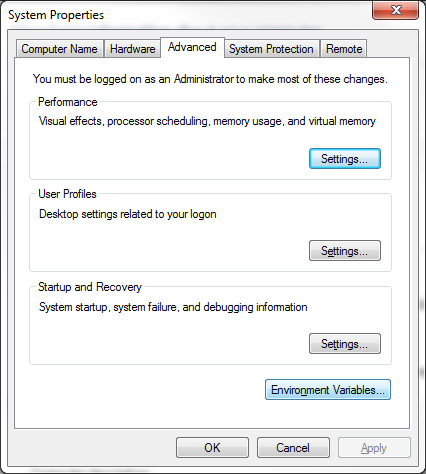 System Properties
Computer Name Hardware Advanced System Protection Remote
You must be logged on as an Administrator to make most of these changes.
Performance
Visual effects, processor scheduling, memory usage, and virtual memory
Settings...
User Profiles
Desktop settings related to your logon
Settings...
Startup and Recovery
System startup, system failure, and debugging information
Settings...
Environment Variables...
OK Cancel Apply